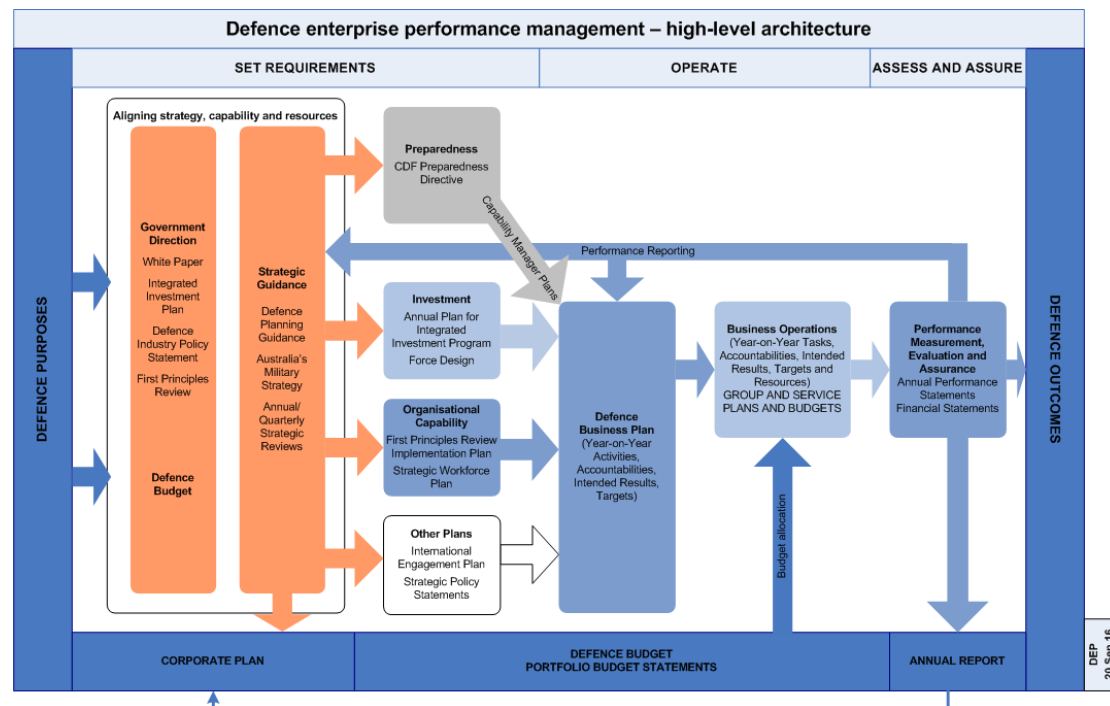 Defence enterprise performance management – high-level architecture
SET REQUIREMENTS
OPERATE
ASSESS AND ASSURE
DEFENCE PURPOSES
Aligning strategy, capability and resources
Government
Direction
White Paper
Integrated
Investment
Plan
Defence
Industry Policy
Statement
First Principles
Review
Defence
Budget
Strategic
Guidance
Defence
Planning
Guidance
Australia's
Military
Strategy
Annual/
Quarterly
Strategic
Reviews
Preparedness
CDF Preparedness
Directive
Capability Manager Plans
Performance Reporting
Investment
Annual Plan for
Integrated
Investment Program
Force Design
Organisational
Capability
First Principles Review
Implementation Plan
Strategic Workforce
Plan
Other Plans
International
Engagement Plan
Strategic Policy
Statements
Defence
Business Plan
(Year-on-Year
Activities,
Accountabilities,
Intended Results,
Targets)
Business Operations
(Year-on-Year Tasks,
Accountabilities, Intended
Results, Targets and
Resources)
GROUP AND SERVICE
PLANS AND BUDGETS
Budget allocation
Performance
Measurement,
Evaluation and
Assurance
Annual Performance
Statements
Financial Statements
DEFENCE OUTCOMES
CORPORATE PLAN
DEFENCE BUDGET
PORTFOLIO BUDGET STATEMENTS
ANNUAL REPORT
DEP
20 Sep 16